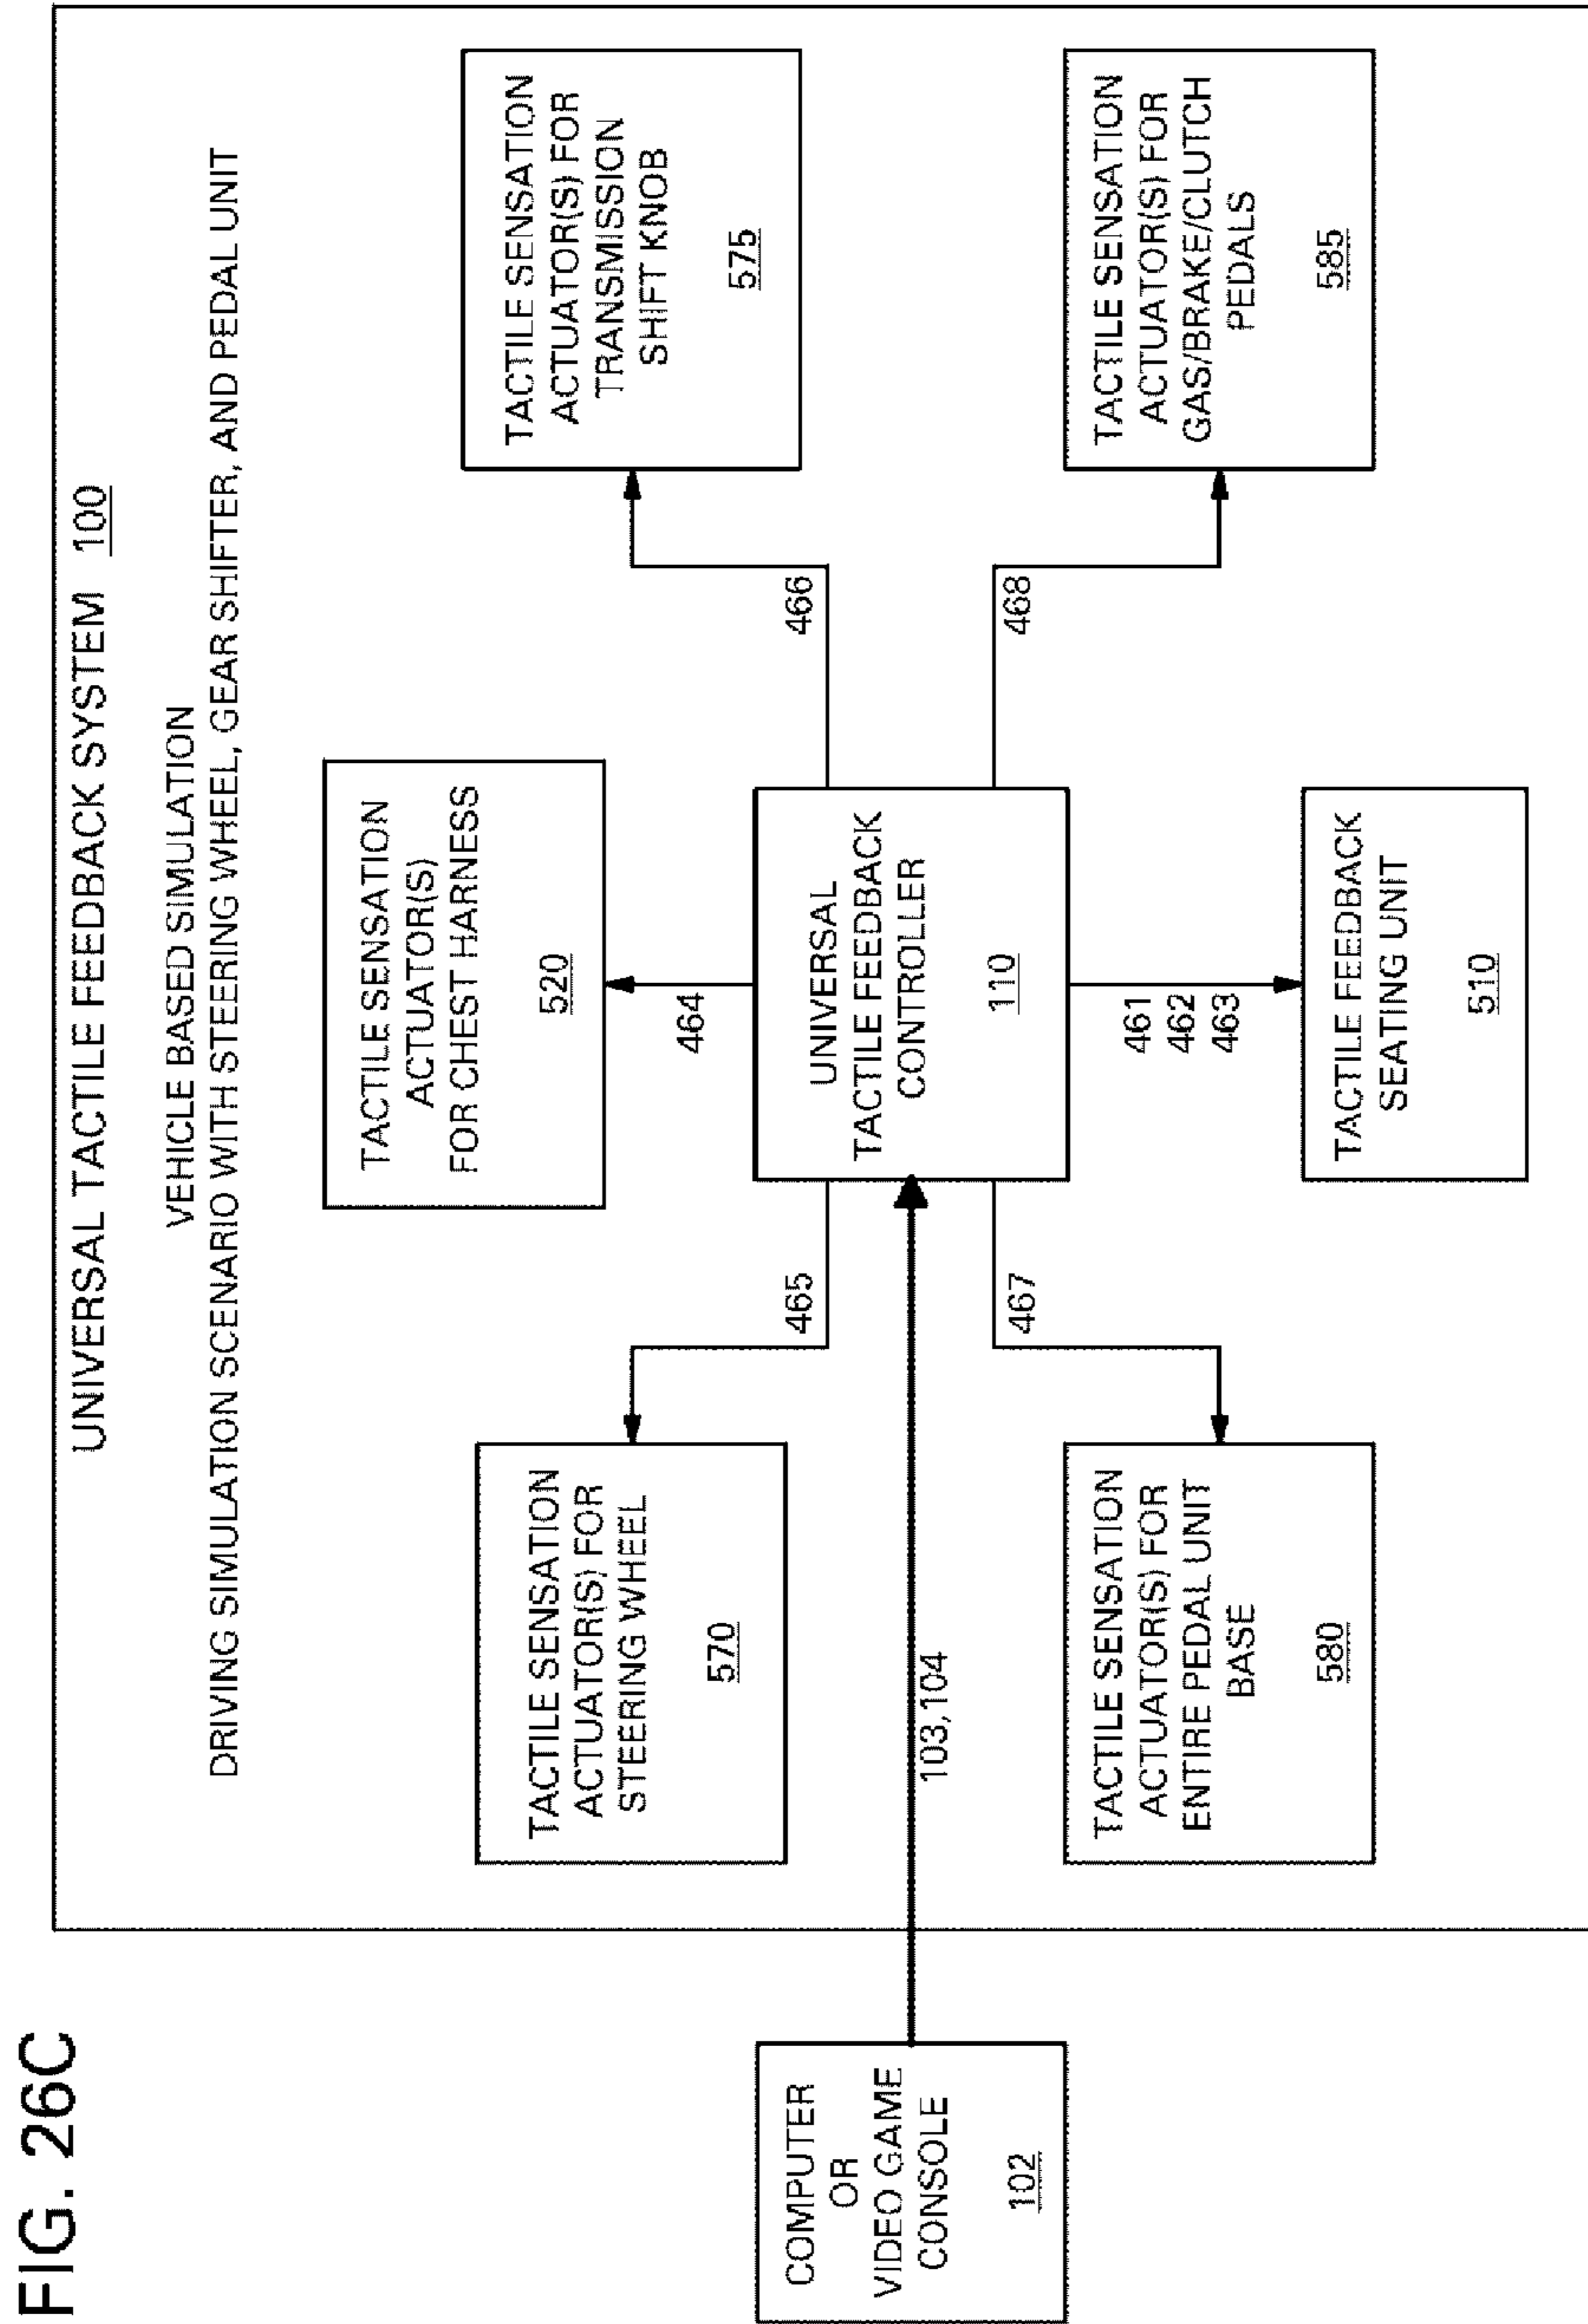 FIG. 26C
UNIVERSAL TACTILE FEEDBACK SYSTEM 100
VEHICLE BASED SIMULATION
DRIVING SIMULATION SCENARIO WITH STEERING WHEEL, GEAR SHIFTER, AND PEDAL UNIT
COMPUTER
OR
VIDEO GAME
CONSOLE
102
103,104
TACTILE SENSATION
ACTUATOR(S) FOR
STEERING WHEEL
570
465
TACTILE SENSATION
ACTUATOR(S)
FOR CHEST HARNESS
520
464
TACTILE SENSATION
ACTUATOR(S) FOR
TRANSMISSION
SHIFT KNOB
575
466
UNIVERSAL
TACTILE FEEDBACK
CONTROLLER
110
TACTILE SENSATION
ACTUATOR(S) FOR
ENTIRE PEDAL UNIT
BASE
580
467
461
462
463
TACTILE FEEDBACK
SEATING UNIT
510
468
TACTILE SENSATION
ACTUATOR(S) FOR
GAS/BRAKE/CLUTCH
PEDALS
585